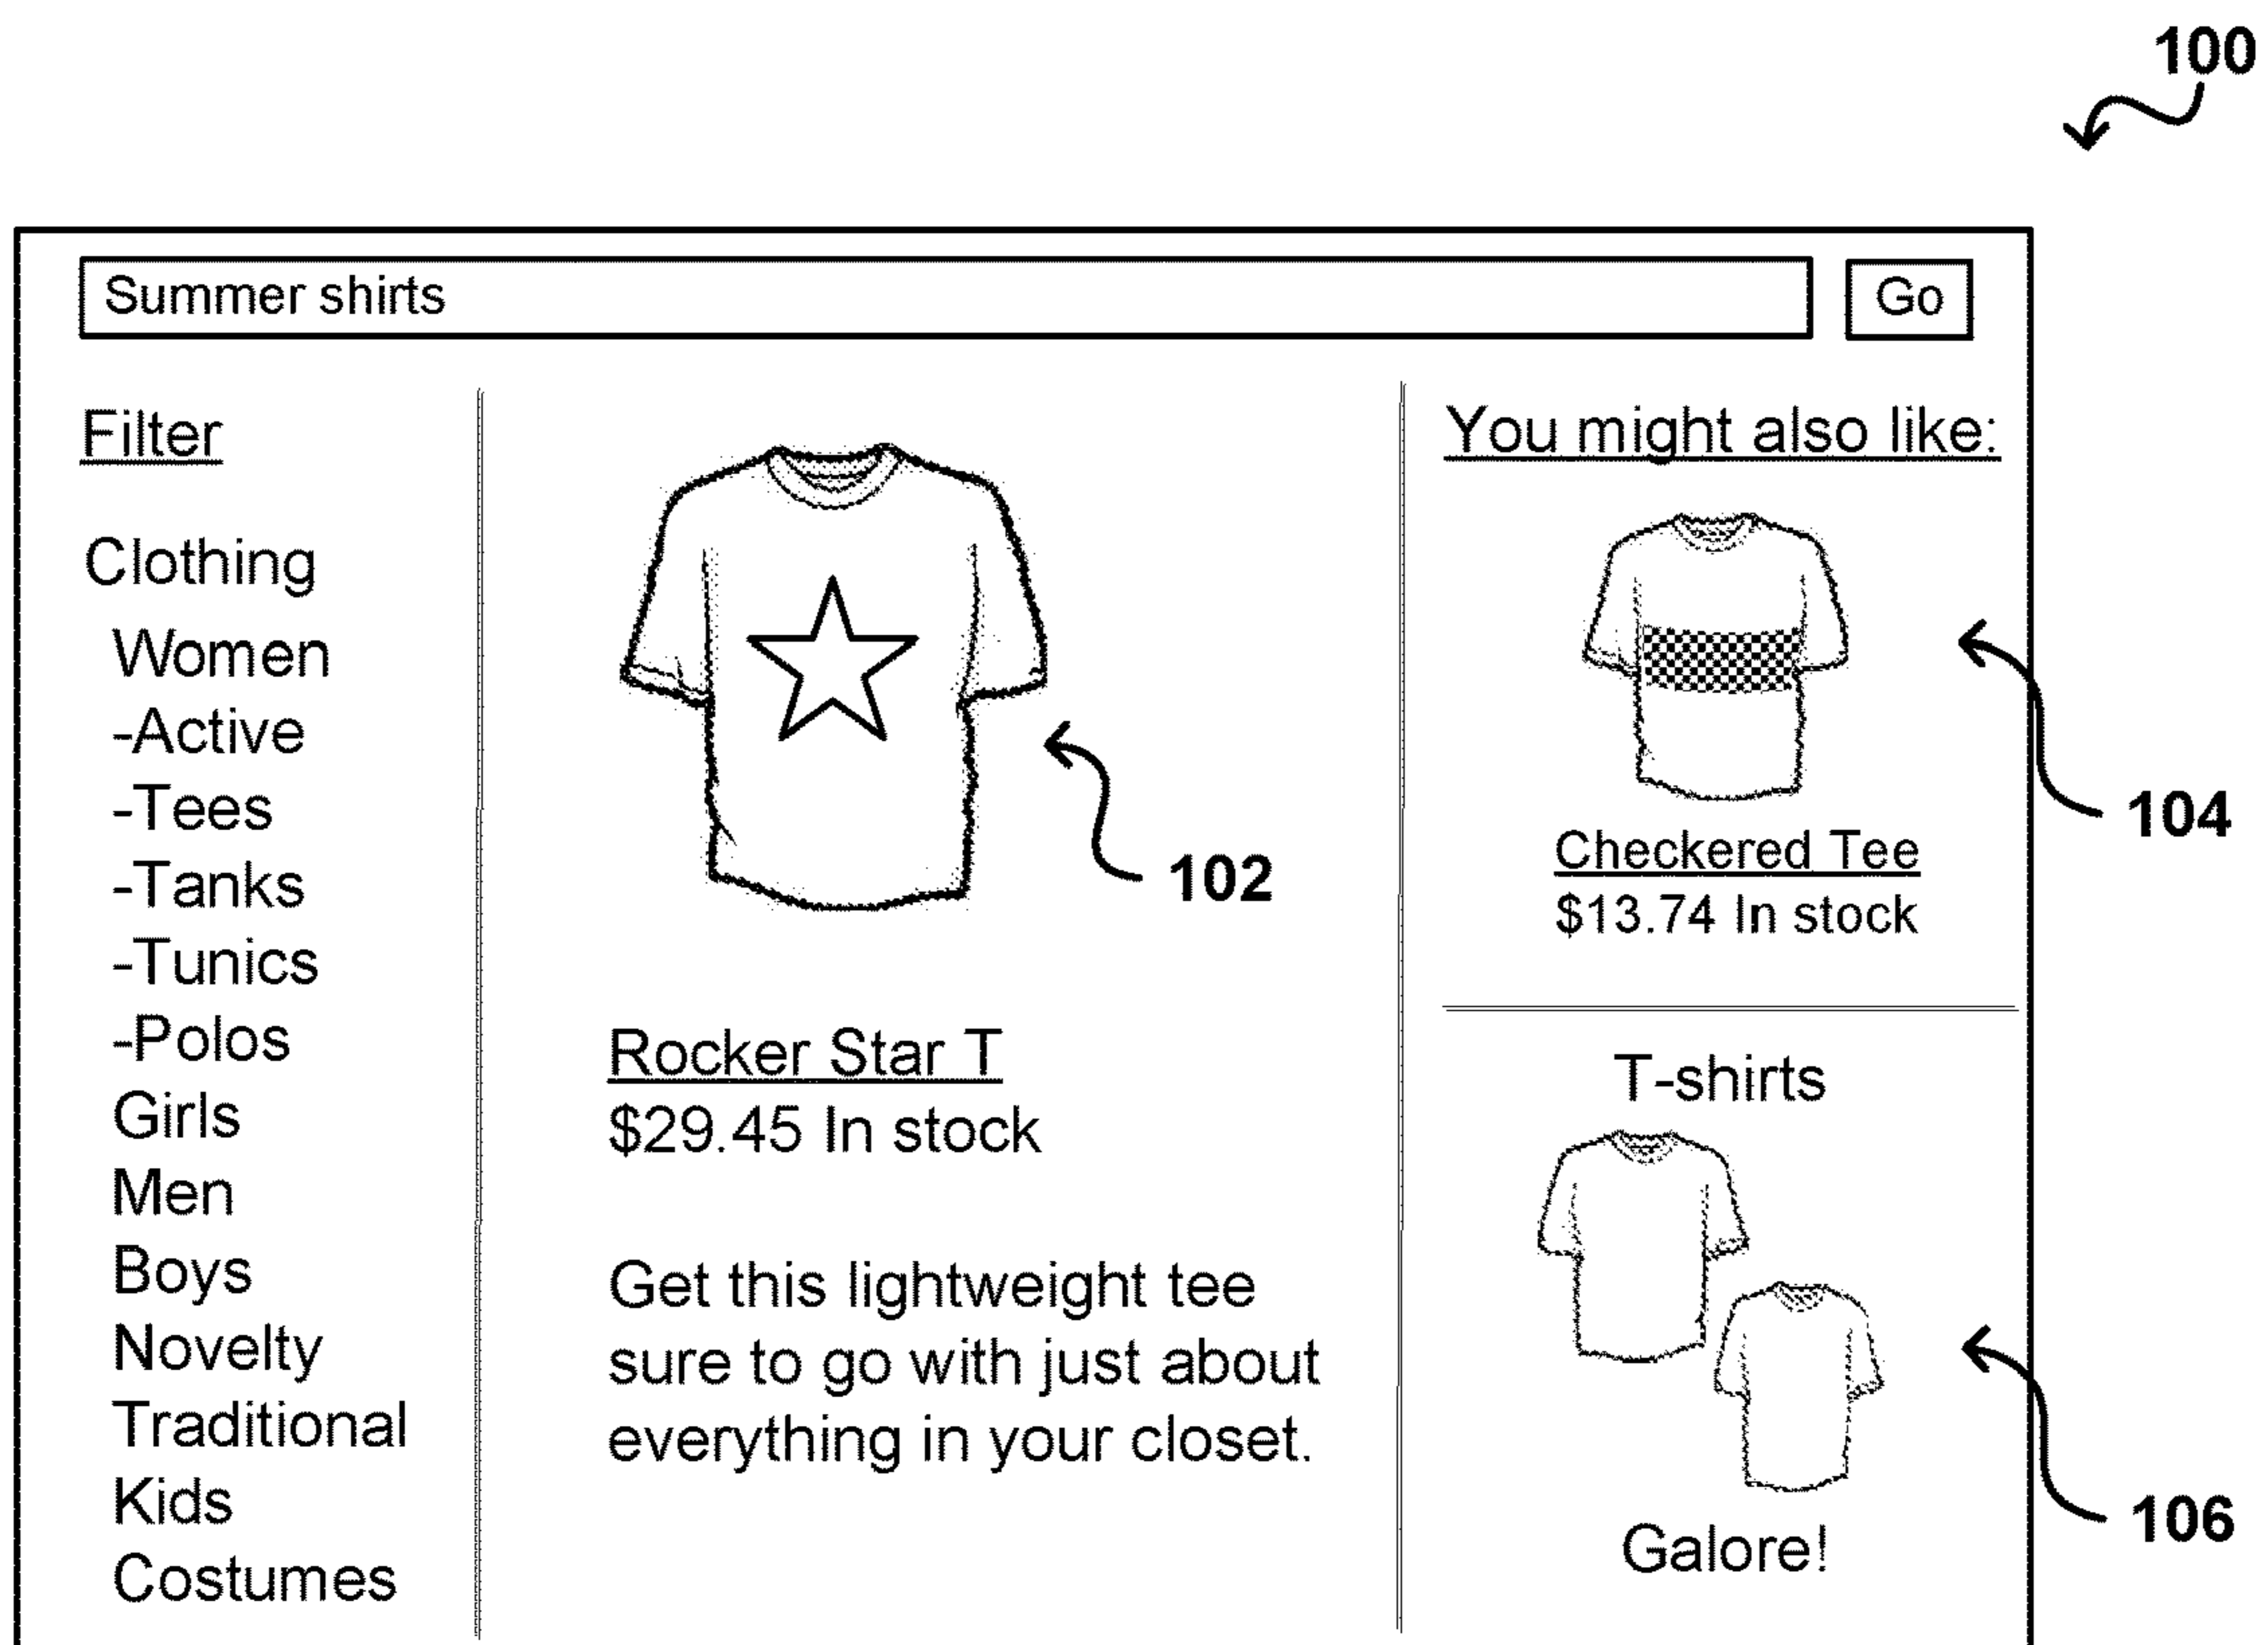 100
Summer shirts
Go
Filter
Clothing
Women
-Active
-Tees
-Tanks
-Tunics
-Polos
Girls
Men
Boys
Novelty
Traditional
Kids
Costumes
102
Rocker Star T
$29.45 In stock
Get this lightweight tee
sure to go with just about
everything in your closet.
You might also like:
104
Checkered Tee
$13.74 In stock
T-shirts
106
Galore!